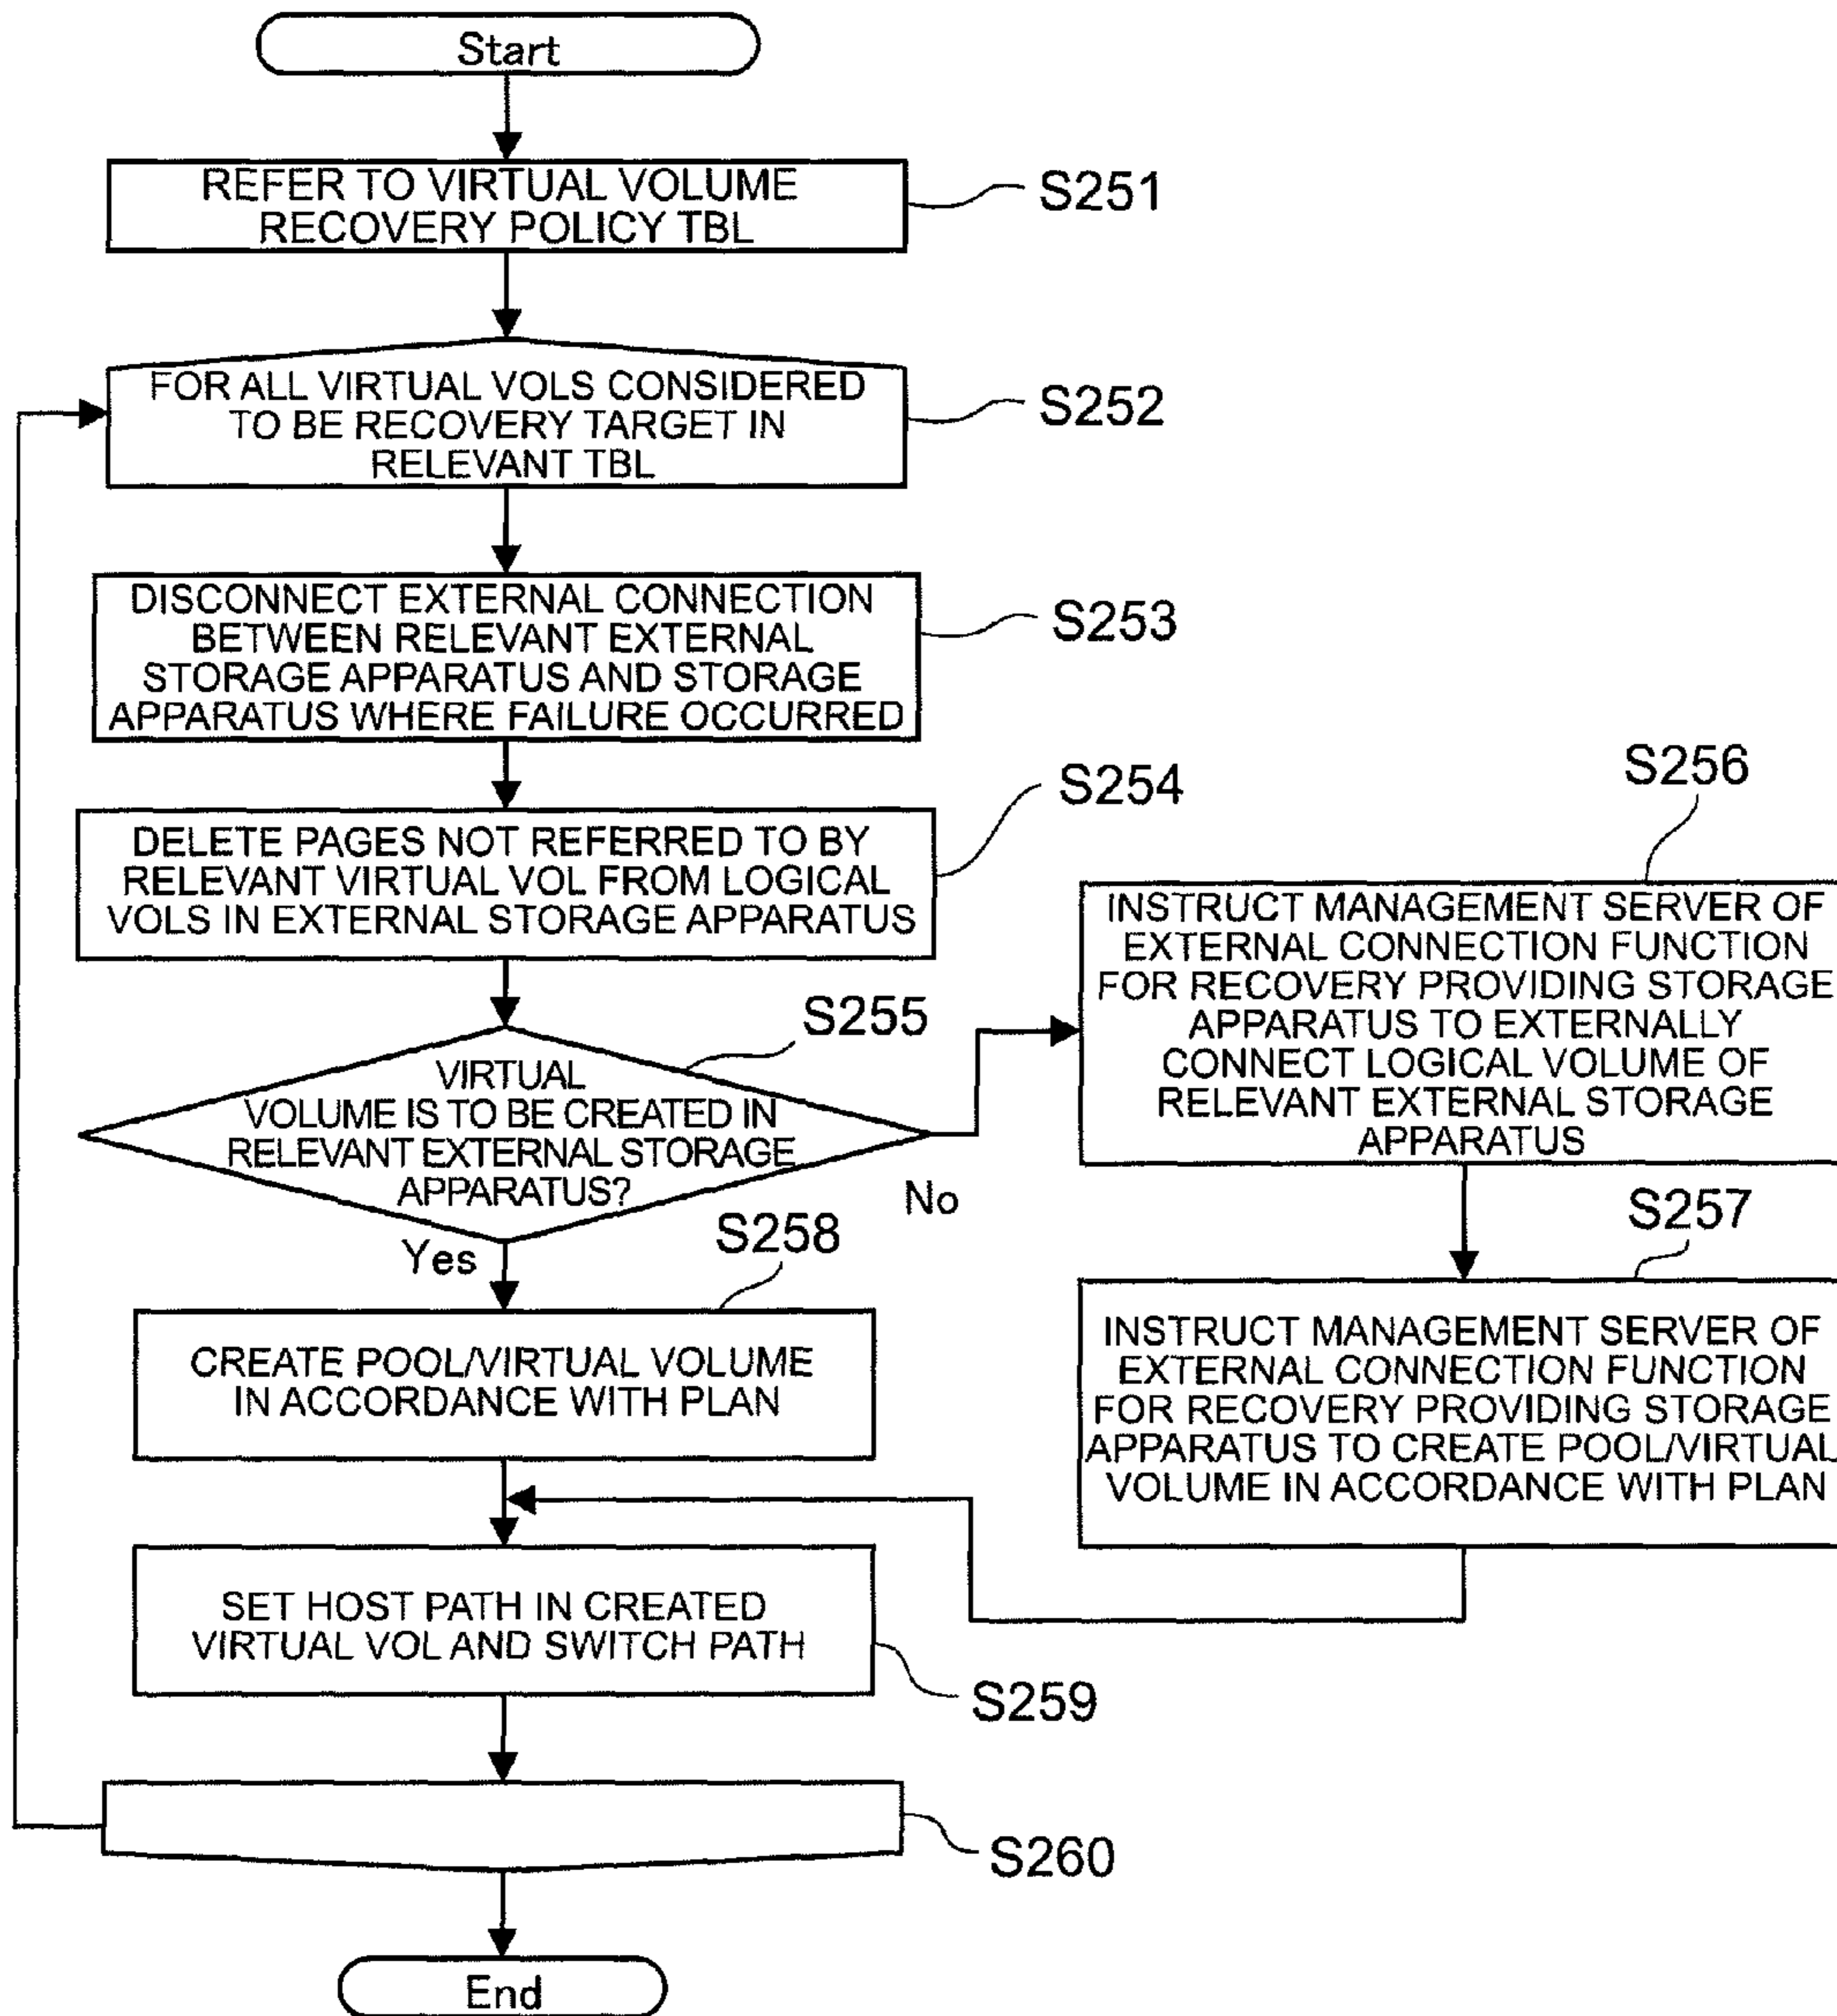 Start
REFER TO VIRTUAL VOLUME
RECOVERY POLICY TBL
S251
FOR ALL VIRTUAL VOLS CONSIDERED
TO BE RECOVERY TARGET IN
RELEVANT TBL
S252
DISCONNECT EXTERNAL CONNECTION
BETWEEN RELEVANT EXTERNAL
STORAGE APPARATUS AND STORAGE
APPARATUS WHERE FAILURE OCCURRED
S253
DELETE PAGES NOT REFERRED TO BY
RELEVANT VIRTUAL VOL FROM LOGICAL
VOLS IN EXTERNAL STORAGE APPARATUS
S254
VIRTUAL
VOLUME IS TO BE CREATED IN
RELEVANT EXTERNAL STORAGE
APPARATUS?
S255
No
Yes
S256
INSTRUCT MANAGEMENT SERVER OF
EXTERNAL CONNECTION FUNCTION
FOR RECOVERY PROVIDING STORAGE
APPARATUS TO EXTERNALLY
CONNECT LOGICAL VOLUME OF
RELEVANT EXTERNAL STORAGE
APPARATUS
S257
INSTRUCT MANAGEMENT SERVER OF
EXTERNAL CONNECTION FUNCTION
FOR RECOVERY PROVIDING STORAGE
APPARATUS TO CREATE POOL/VIRTUAL
VOLUME IN ACCORDANCE WITH PLAN
S258
CREATE POOL/VIRTUAL VOLUME
IN ACCORDANCE WITH PLAN
SET HOST PATH IN CREATED
VIRTUAL VOL AND SWITCH PATH
S259
S260
End